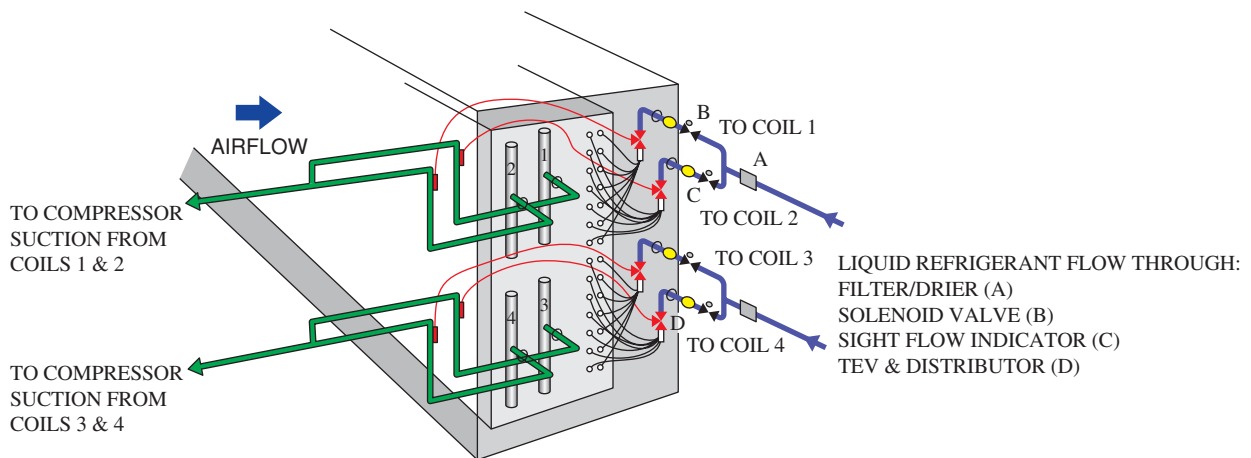 AIRFLOW
TO COMPRESSOR
SUCTION FROM
COILS 1 & 2
2
1
B
TO COIL 1
A
C
TO COIL 2
TO COIL 3
LIQUID REFRIGERANT FLOW THROUGH:
FILTER/DRIER (A)
SOLENOID VALVE (B)
SIGHT FLOW INDICATOR (C)
TEV & DISTRIBUTOR (D)
4
3
D
TO COIL 4
TO COMPRESSOR
SUCTION FROM
COILS 3 & 4